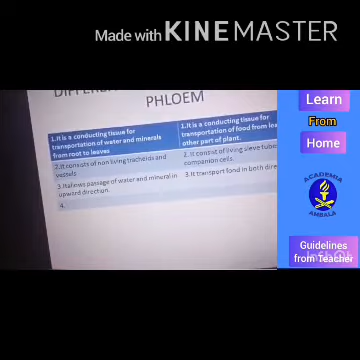 Made with KINEMASTER
PHLOEM
1.It is a conducting tissue for
transportation of water and minerals
from root to leaves
1.It is a conducting tissue for
transportation of food from
other part of plant.
2.It consists of non living tracheids and
vessels
2. It consist of living sieve
companion cells.
3.It allows passage of water and mineral in
upward direction.
3.It transport food in both
4.
Learn
From
Home
ACADEMIA
AMBALA
Guidelines
from Teacher